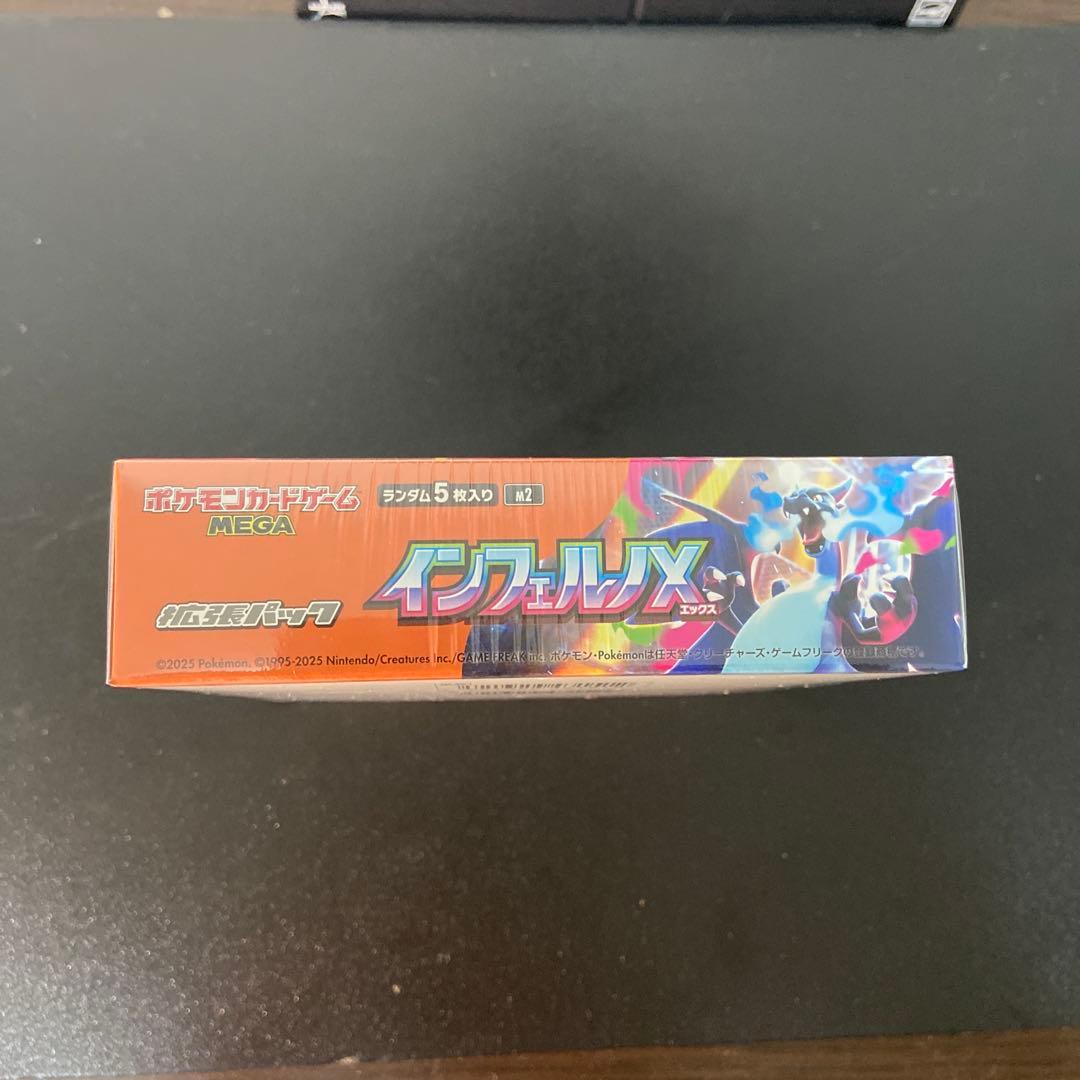 ポケモンカードゲーム
MEGA
ランダム5枚入り M2
インフェルノX
エックス
拡張パック
©2025 Pokémon. ©1995-2025 Nintendo/Creatures Inc./GAME FREAK inc. ポケモン・Pokémonは任天堂・クリーチャーズ・ゲームフリークの登録商標です。